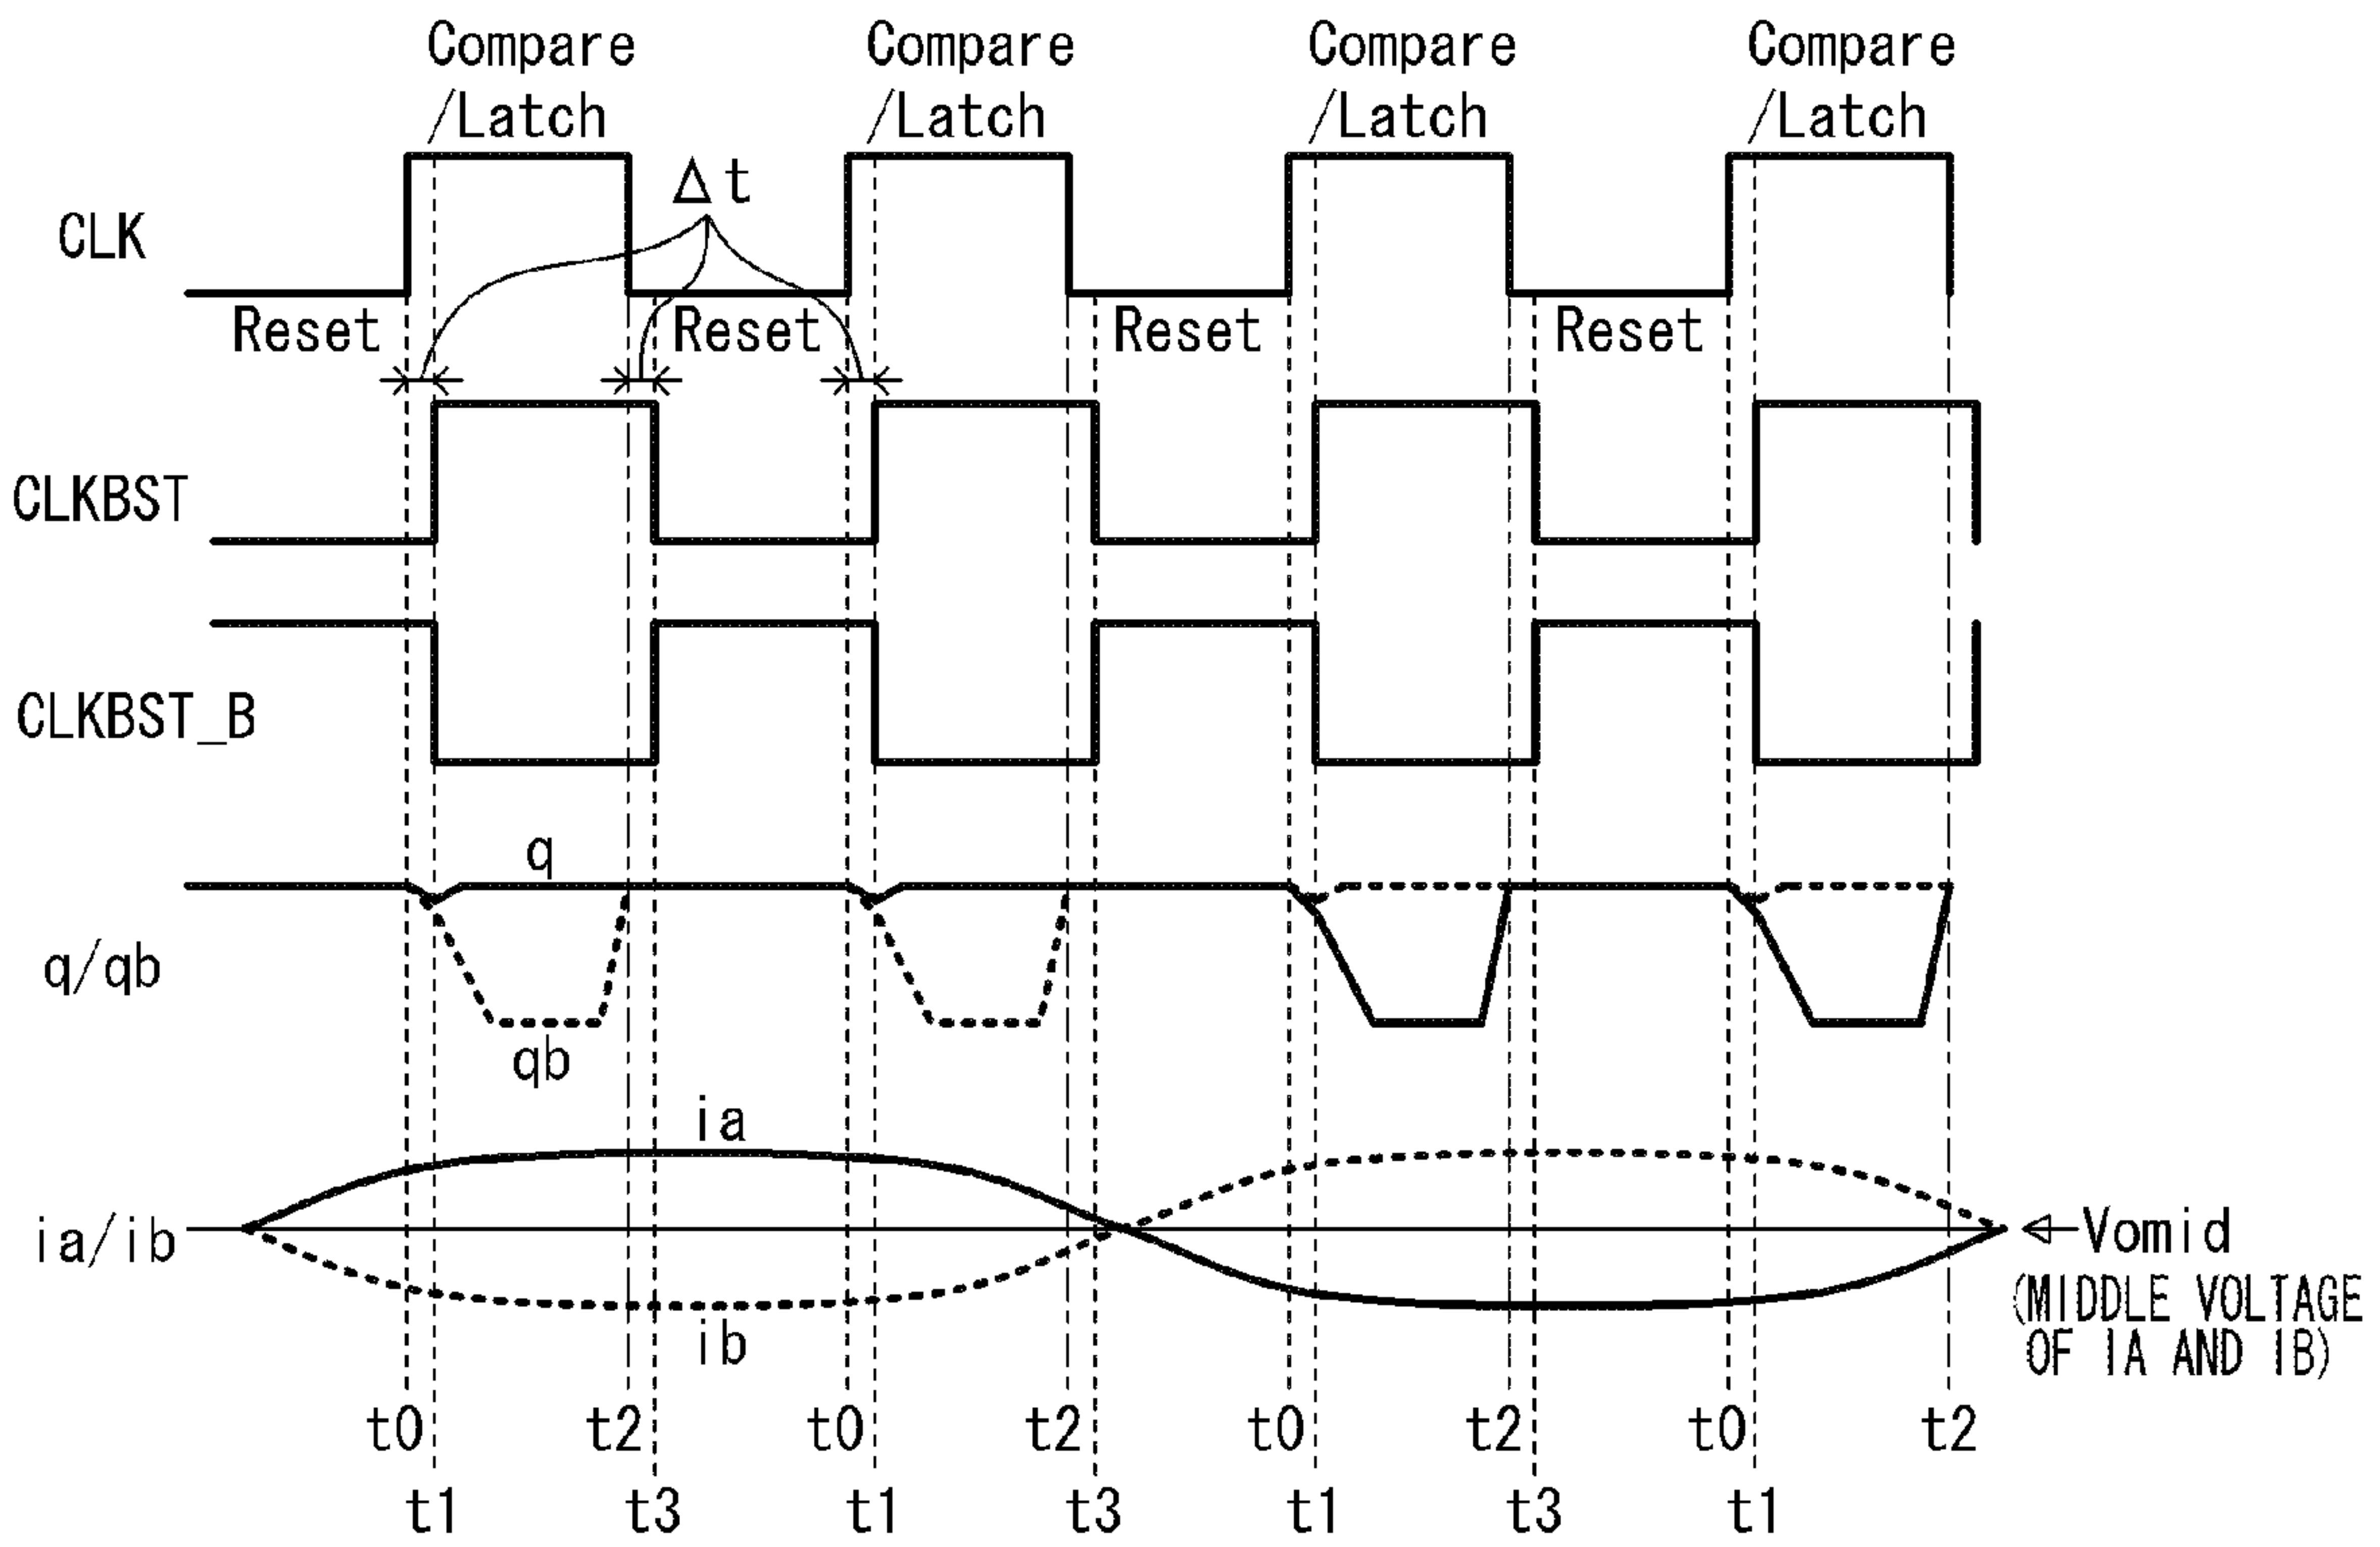 Compare
/Latch
Compare
/Latch
Compare
/Latch
Compare
/Latch
Δt
CLK
Reset
Reset
Reset
Reset
CLKBST
CLKBST_B
q
q/qb
qb
ia
ia/ib
Vomid
(MIDDLE VOLTAGE
OF IA AND IB)
ib
t0 t2 t0 t2 t0 t2 t0 t2
t1 t3 t1 t3 t1 t3 t1